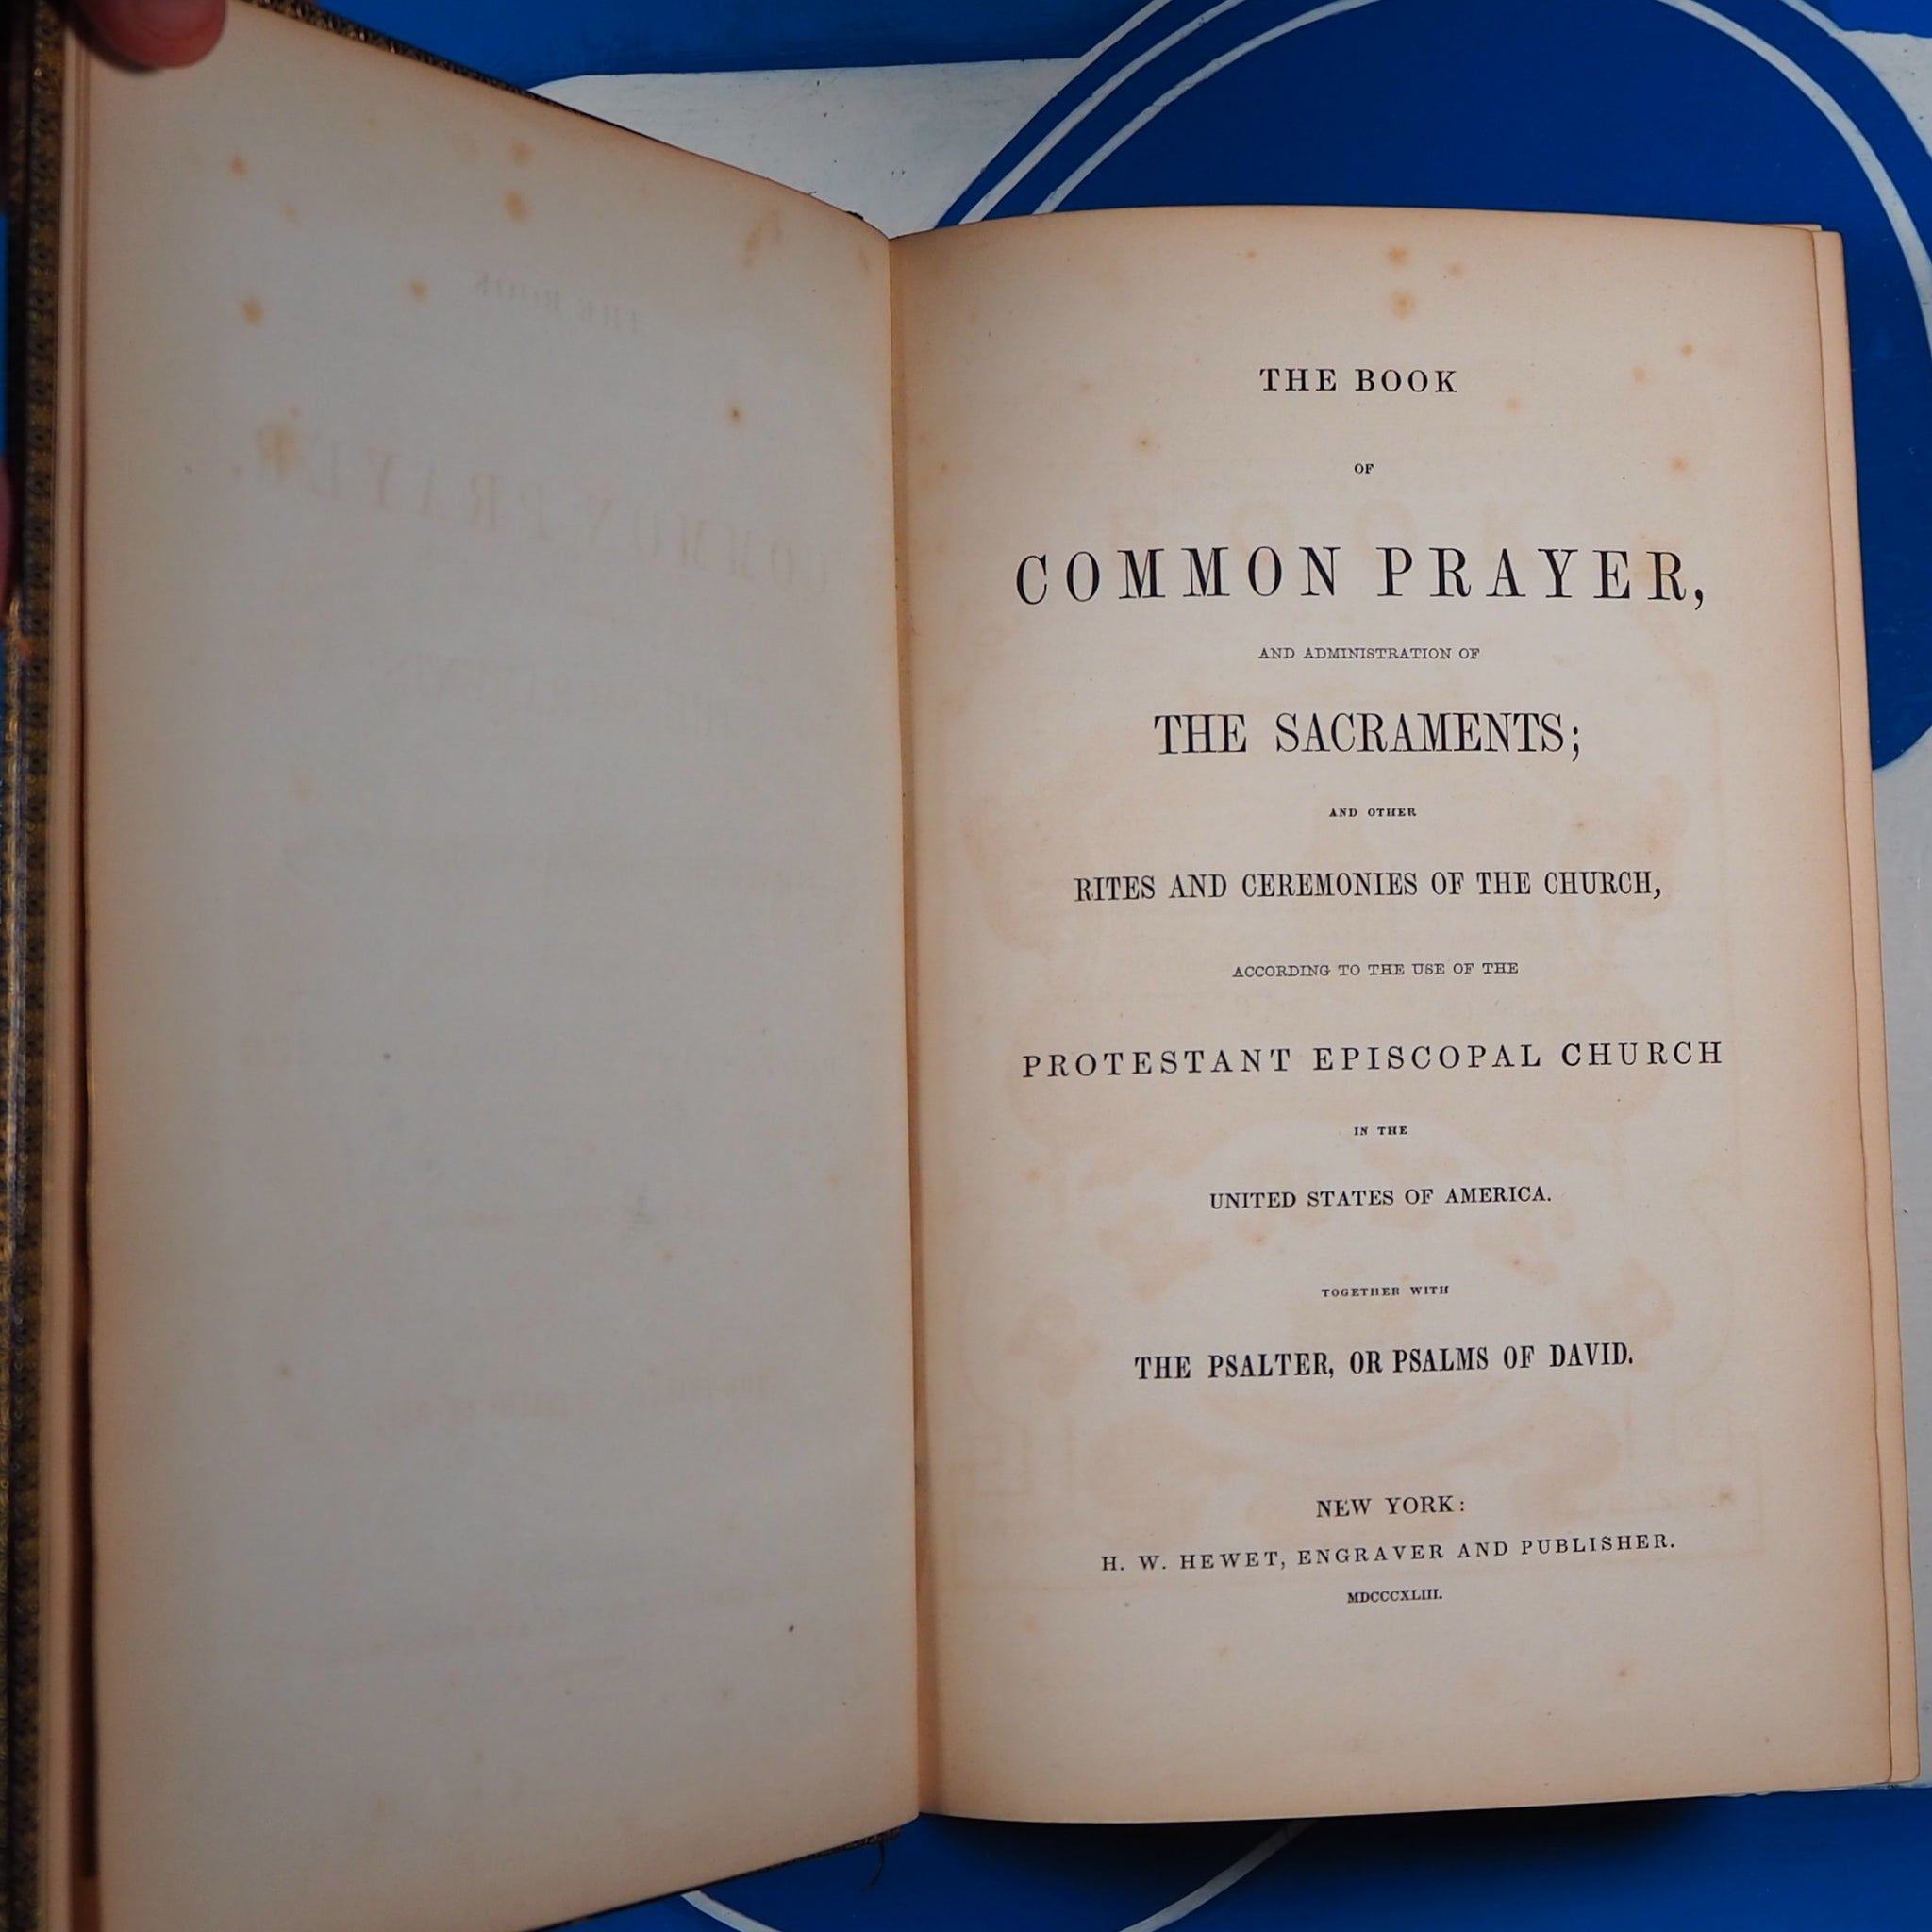 THE BOOK
OF
COMMON PRAYER,
AND ADMINISTRATION OF
THE SACRAMENTS;
AND OTHER
RITES AND CEREMONIES OF THE CHURCH,
ACCORDING TO THE USE OF THE
PROTESTANT EPISCOPAL CHURCH
IN THE
UNITED STATES OF AMERICA.
TOGETHER WITH
THE PSALTER, OR PSALMS OF DAVID.
NEW YORK:
H. W. HEWET, ENGRAVER AND PUBLISHER.
MDCCCXLIII.